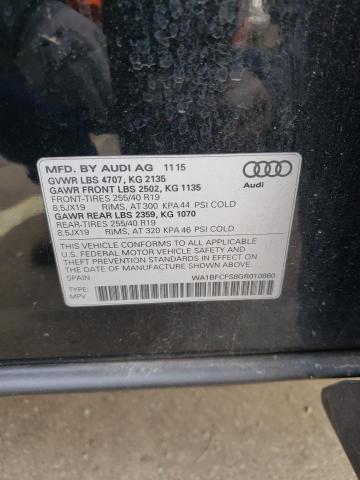 MFD. BY AUDI AG 11 15
GVWR LBS 4707, KG 2135
GAWR FRONT LBS 2502, KG 1135
FRONT-TIRES 255/40 R19
8,5JX19 RIMS, AT 300 KPA 44 PSI COLD
GAWR REAR LBS 2359, KG 1070
REAR-TIRES 255/40 R19
8,5JX19 RIMS, AT 320 KPA 46 PSI COLD
Audi
THIS VEHICLE CONFORMS TO ALL APPLICABLE
U.S. FEDERAL MOTOR VEHICLE SAFETY AND
THEFT PREVENTION STANDARDS IN EFFECT ON
THE DATE OF MANUFACTURE SHOWN ABOVE
SPAIN WA1BFCFS8GR010860
TYPE:
MPV